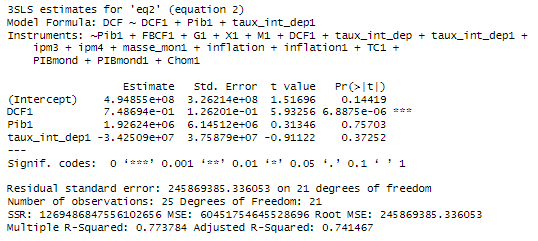 3SLS estimates for 'eq2' (equation 2)
Model Formula: DCF ~ DCF1 + Pib1 + taux_int_dep1
Instruments: ~Pib1 + FBCF1 + G1 + X1 + M1 + DCF1 + taux_int_dep + taux_int_dep1 +
ipm3 + ipm4 + masse_mon1 + inflation + inflation1 + TC1 +
PIBmond + PIBmond1 + Chom1
Estimate Std. Error t value Pr(>|t|)
(Intercept) 4.94855e+08 3.26214e+08 1.51696 0.14419
DCF1 7.48694e-01 1.26201e-01 5.93256 6.8875e-06 ***
Pib1 1.92624e+06 6.14512e+06 0.31346 0.75703
taux_int_dep1 -3.42509e+07 3.75879e+07 -0.91122 0.37252
---
Signif. codes: 0 ‘***’ 0.001 ‘**’ 0.01 ‘*’ 0.05 ‘.’ 0.1 ‘ ’ 1
Residual standard error: 245869385.336053 on 21 degrees of freedom
Number of observations: 25 Degrees of Freedom: 21
SSR: 1269486847556102656 MSE: 60451754645528696 Root MSE: 245869385.336053
Multiple R-Squared: 0.773784 Adjusted R-Squared: 0.741467